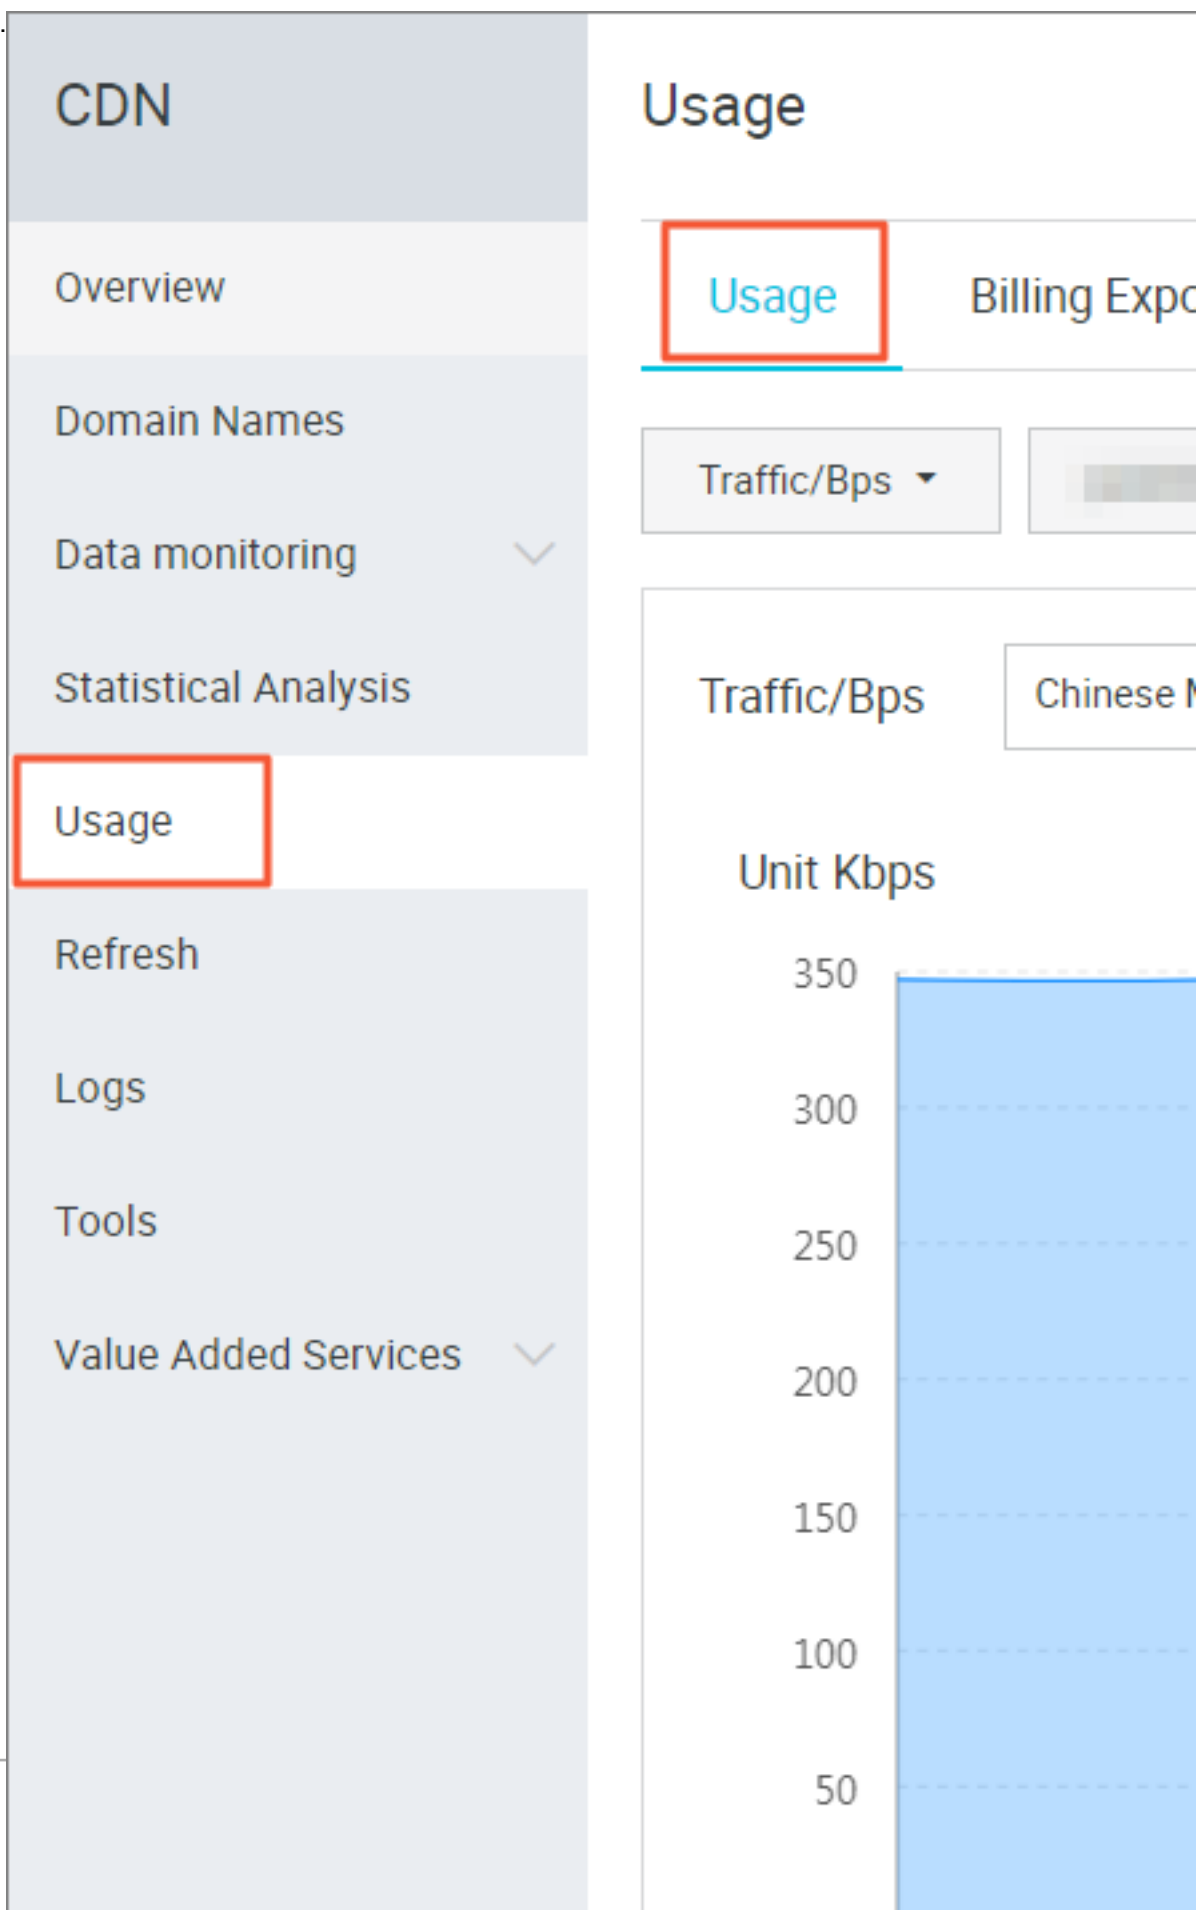 CDN
Overview
Domain Names
Data monitoring
Statistical Analysis
Usage
Refresh
Logs
Tools
Value Added Services
Usage
Usage Billing Expo
Traffic/Bps
Traffic/Bps Chinese
Unit Kbps
350
300
250
200
150
100
50